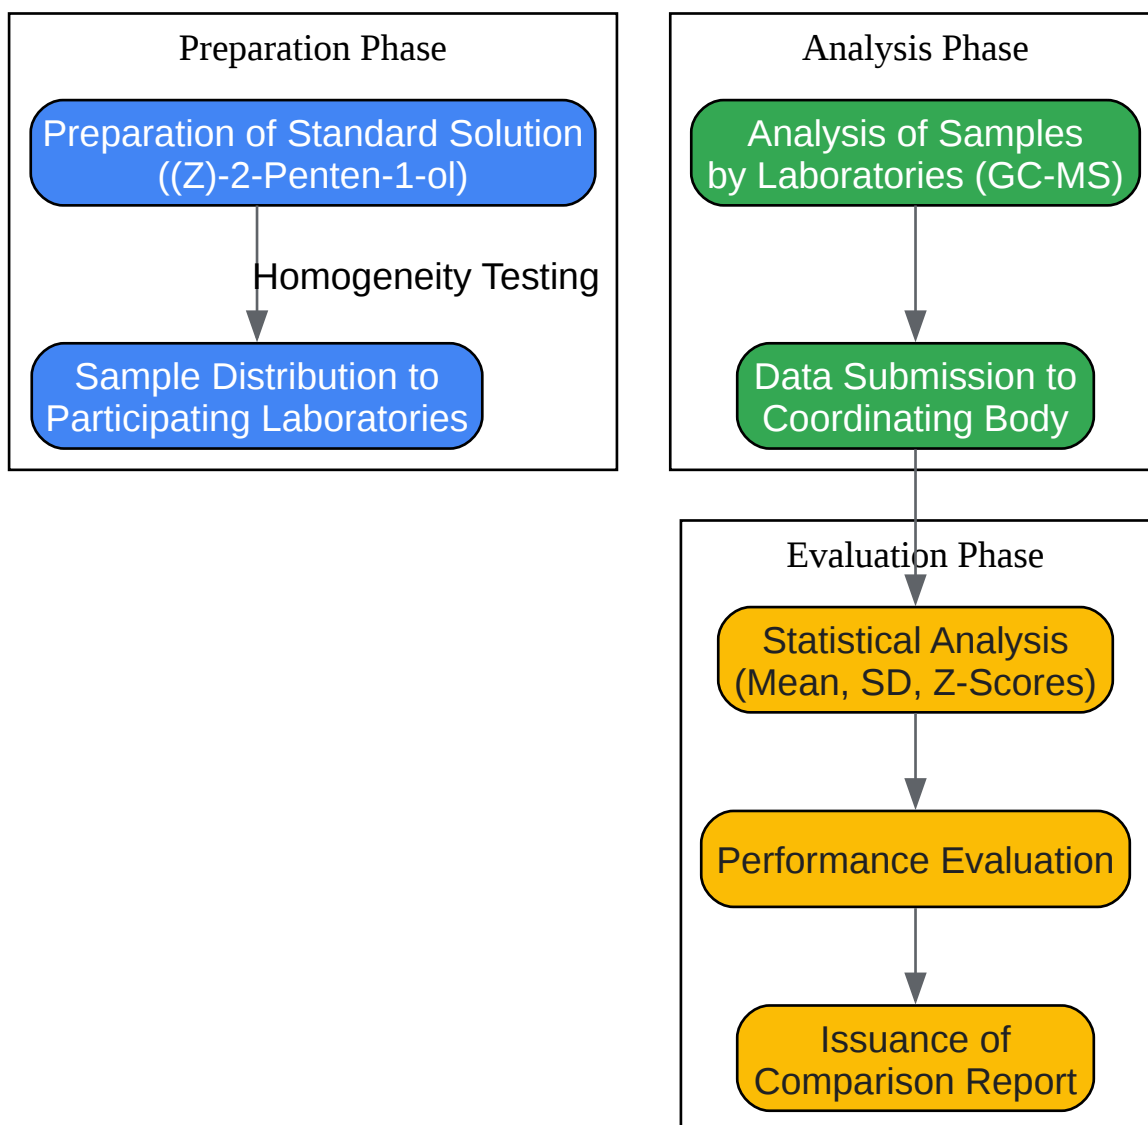 Preparation Phase
Preparation of Standard Solution
((Z)-2-Penten-1-ol)
Homogeneity Testing
Sample Distribution to
Participating Laboratories
Analysis Phase
Analysis of Samples
by Laboratories (GC-MS)
Data Submission to
Coordinating Body
Evaluation Phase
Statistical Analysis
(Mean, SD, Z-Scores)
Performance Evaluation
Issuance of
Comparison Report